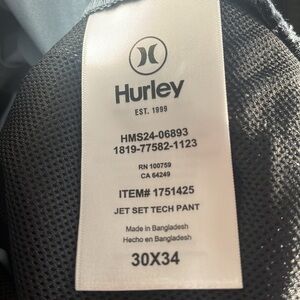 Hurley
EST. 1999
HMS24-06893
1819-77582-1123
RN 100759
CA 64249
ITEM# 1751425
JET SET TECH PANT
Made in Bangladesh
Hecho en Bangladesh
30X34